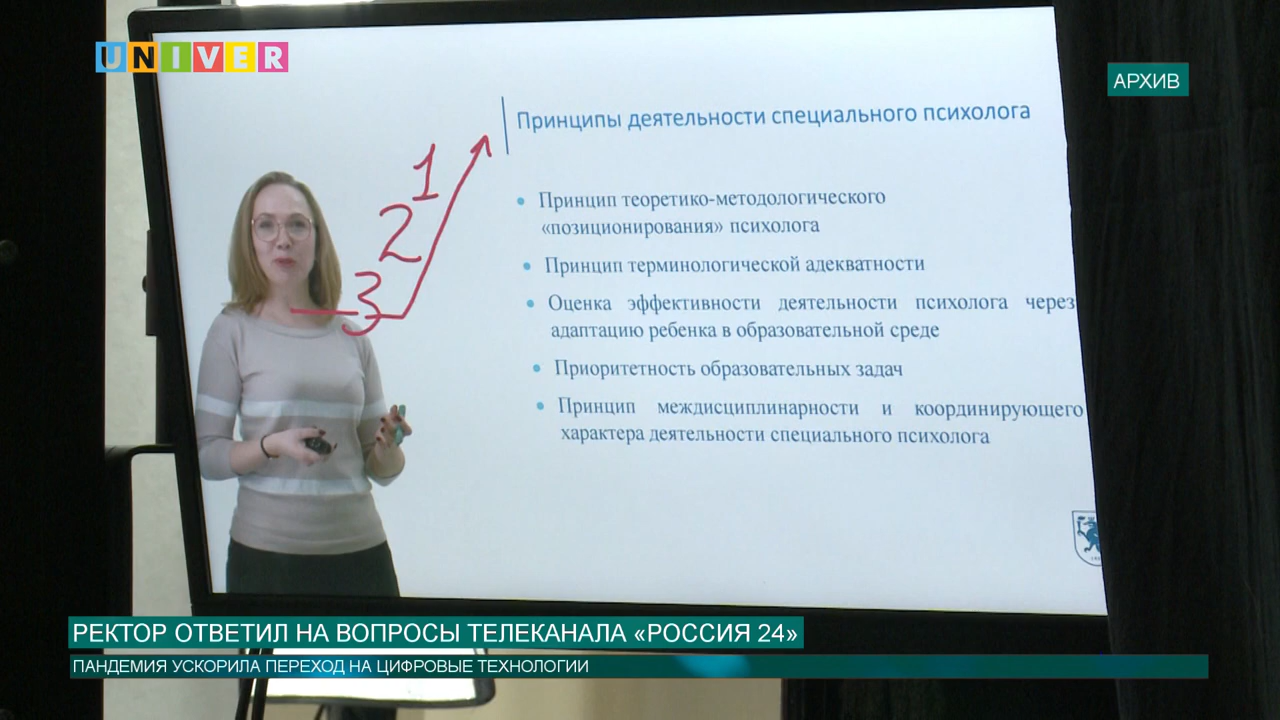 UNIVER
АРХИВ
Принципы деятельности специального психолога
1
2
3
Принцип теоретико-методологического
«позиционирования» психолога
Принцип терминологической адекватности
Оценка эффективности деятельности психолога через
адаптацию ребенка в образовательной среде
Приоритетность образовательных задач
Принцип междисциплинарности и координирующего
характера деятельности специального психолога
РЕКТОР ОТВЕТИЛ НА ВОПРОСЫ ТЕЛЕКАНАЛА «РОССИЯ 24»
ПАНДЕМИЯ УСКОРИЛА ПЕРЕХОД НА ЦИФРОВЫЕ ТЕХНОЛОГИИ